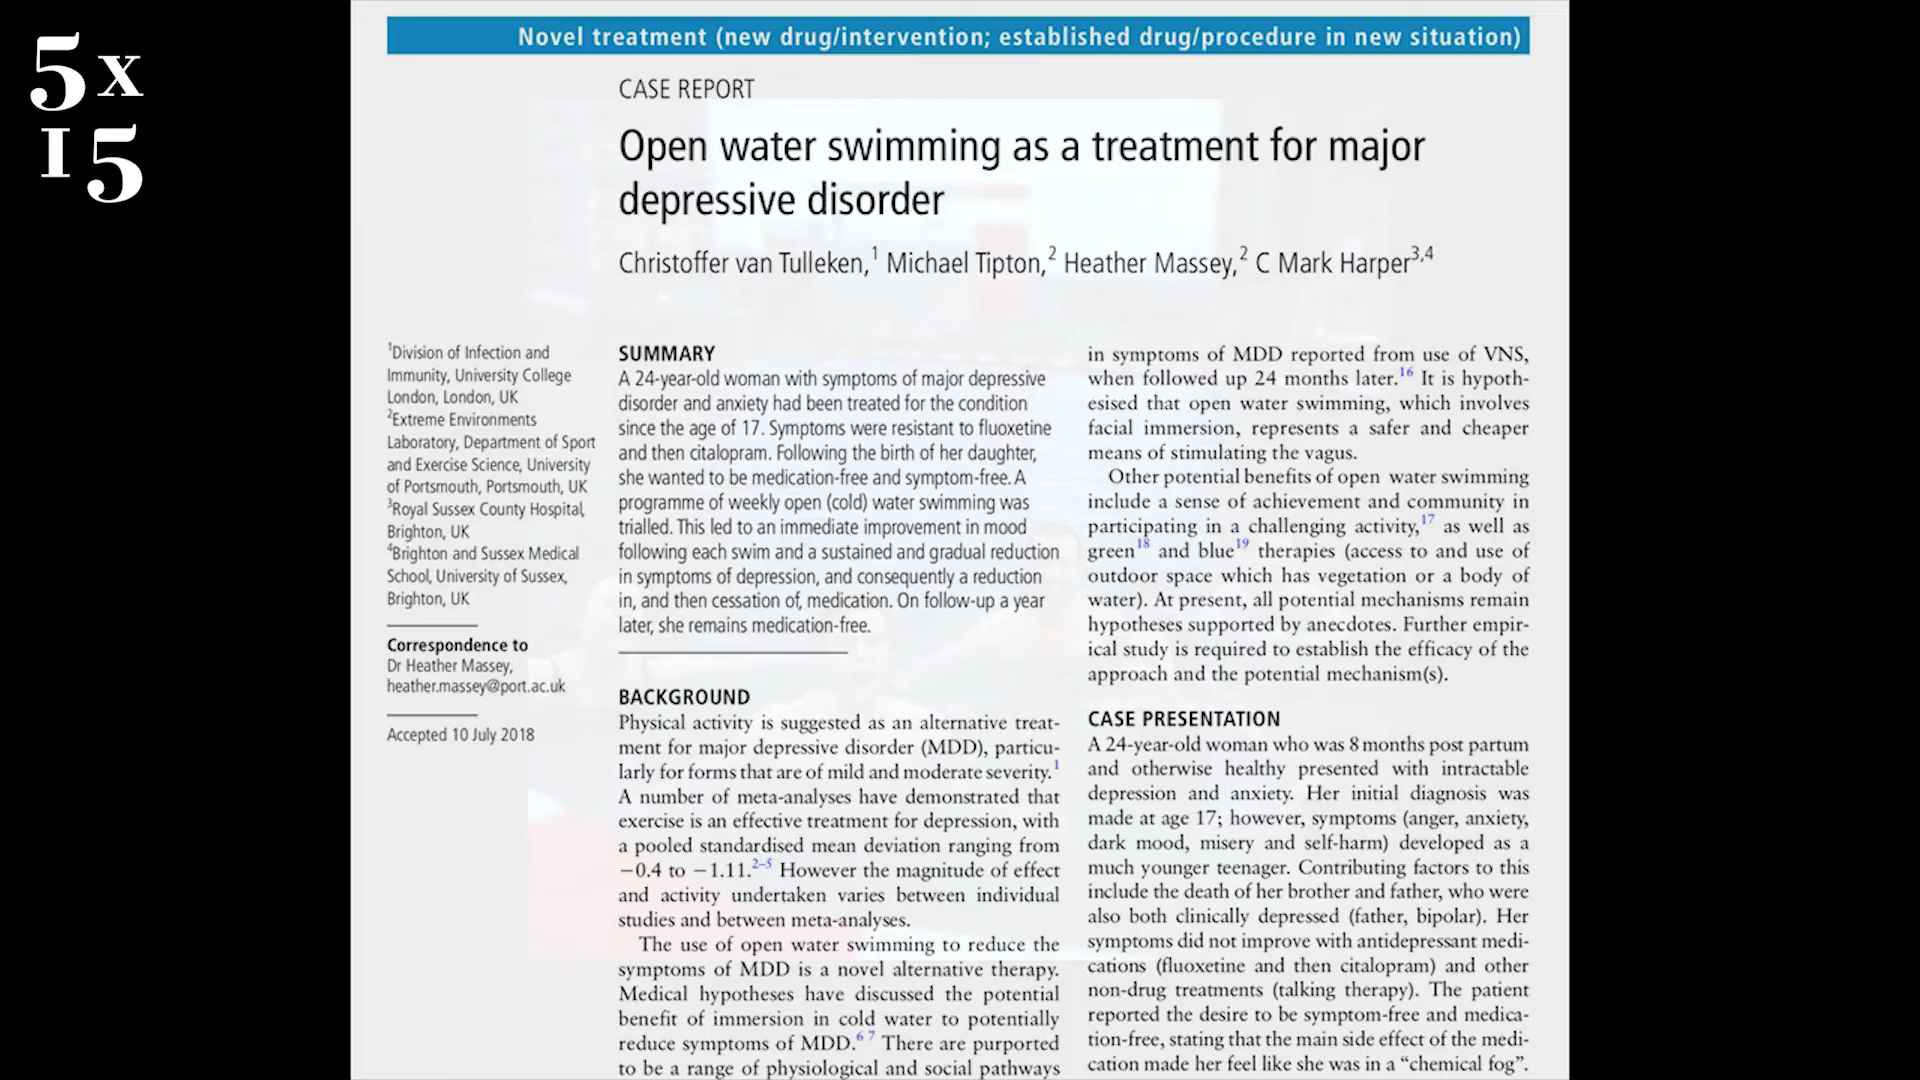 5 x
15
Novel treatment (new drug/intervention; established drug/procedure in new situation)
CASE REPORT
Open water swimming as a treatment for major
depressive disorder
Christoffer van Tulleken,1 Michael Tipton,2 Heather Massey,2 C Mark Harper3,4
1Division of Infection and
Immunity, University College
London, London, UK
2Extreme Environments
Laboratory, Department of Sport
and Exercise Science, University
of Portsmouth, Portsmouth, UK
3Royal Sussex County Hospital,
Brighton, UK
4Brighton and Sussex Medical
School, University of Sussex,
Brighton, UK
Correspondence to
Dr Heather Massey,
heather.massey@port.ac.uk
Accepted 10 July 2018
SUMMARY
A 24-year-old woman with symptoms of major depressive
disorder and anxiety had been treated for the condition
since the age of 17. Symptoms were resistant to fluoxetine
and then citalopram. Following the birth of her daughter,
she wanted to be medication-free and symptom-free. A
programme of weekly open (cold) water swimming was
trialled. This led to an immediate improvement in mood
following each swim and a sustained and gradual reduction
in symptoms of depression, and consequently a reduction
in, and then cessation of, medication. On follow-up a year
later, she remains medication-free.
BACKGROUND
Physical activity is suggested as an alternative treat-
ment for major depressive disorder (MDD), particu-
larly for forms that are of mild and moderate severity.1
A number of meta-analyses have demonstrated that
exercise is an effective treatment for depression, with
a pooled standardised mean deviation ranging from
−0.4 to −1.11.2–5 However the magnitude of effect
and activity undertaken varies between individual
studies and between meta-analyses.
The use of open water swimming to reduce the
symptoms of MDD is a novel alternative therapy.
Medical hypotheses have discussed the potential
benefit of immersion in cold water to potentially
reduce symptoms of MDD.6 7 There are purported
to be a range of physiological and social pathways
in symptoms of MDD reported from use of VNS,
when followed up 24 months later.16 It is hypoth-
esised that open water swimming, which involves
facial immersion, represents a safer and cheaper
means of stimulating the vagus.
Other potential benefits of open water swimming
include a sense of achievement and community in
participating in a challenging activity,17 as well as
green18 and blue19 therapies (access to and use of
outdoor space which has vegetation or a body of
water). At present, all potential mechanisms remain
hypotheses supported by anecdotes. Further empir-
ical study is required to establish the efficacy of the
approach and the potential mechanism(s).
CASE PRESENTATION
A 24-year-old woman who was 8 months post partum
and otherwise healthy presented with intractable
depression and anxiety. Her initial diagnosis was
made at age 17; however, symptoms (anger, anxiety,
dark mood, misery and self-harm) developed as a
much younger teenager. Contributing factors to this
include the death of her brother and father, who were
also both clinically depressed (father, bipolar). Her
symptoms did not improve with antidepressant medi-
cations (fluoxetine and then citalopram) and other
non-drug treatments (talking therapy). The patient
reported the desire to be symptom-free and medica-
tion-free, stating that the main side effect of the medi-
cation made her feel like she was in a “chemical fog”.